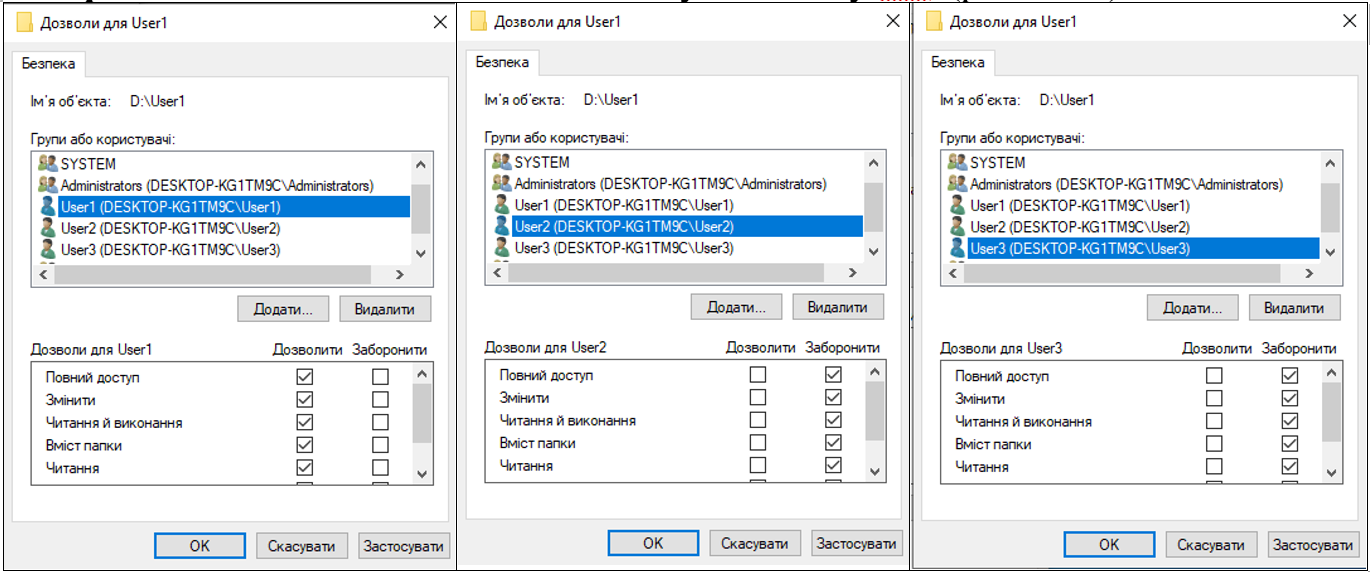 Дозволи для User1
Безпека
Ім'я об'єкта: D:\User1
Групи або користувачі:
SYSTEM
Administrators (DESKTOP-KG1TM9C\Administrators)
User1 (DESKTOP-KG1TM9C\User1)
User2 (DESKTOP-KG1TM9C\User2)
User3 (DESKTOP-KG1TM9C\User3)
Додати... Видалити
Дозволи для User1 Дозволити Заборонити
Повний доступ
Змінити
Читання й виконання
Вміст папки
Читання
OK Скасувати Застосувати
Дозволи для User1
Безпека
Ім'я об'єкта: D:\User1
Групи або користувачі:
SYSTEM
Administrators (DESKTOP-KG1TM9C\Administrators)
User1 (DESKTOP-KG1TM9C\User1)
User2 (DESKTOP-KG1TM9C\User2)
User3 (DESKTOP-KG1TM9C\User3)
Додати... Видалити
Дозволи для User2 Дозволити Заборонити
Повний доступ
Змінити
Читання й виконання
Вміст папки
Читання
OK Скасувати Застосувати
Дозволи для User1
Безпека
Ім'я об'єкта: D:\User1
Групи або користувачі:
SYSTEM
Administrators (DESKTOP-KG1TM9C\Administrators)
User1 (DESKTOP-KG1TM9C\User1)
User2 (DESKTOP-KG1TM9C\User2)
User3 (DESKTOP-KG1TM9C\User3)
Додати... Видалити
Дозволи для User3 Дозволити Заборонити
Повний доступ
Змінити
Читання й виконання
Вміст папки
Читання
OK Скасувати Застосувати